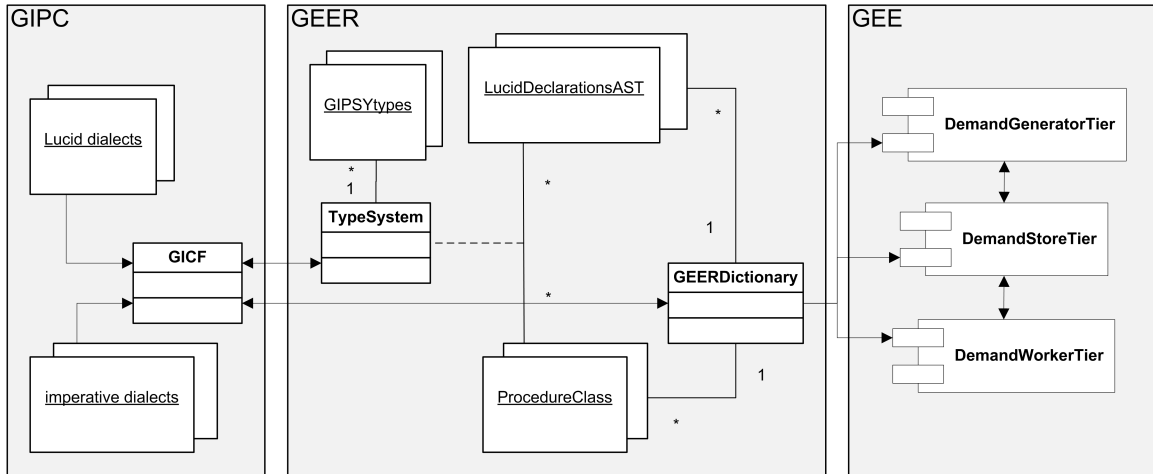 GIPC
GEER
GEE
Lucid dialects
GICF
imperative dialects
GIPSYtypes
*
1
TypeSystem
LucidDeclarationsAST
*
*
1
GEERDictionary
*
1
ProcedureClass
*
DemandGeneratorTier
DemandStoreTier
DemandWorkerTier